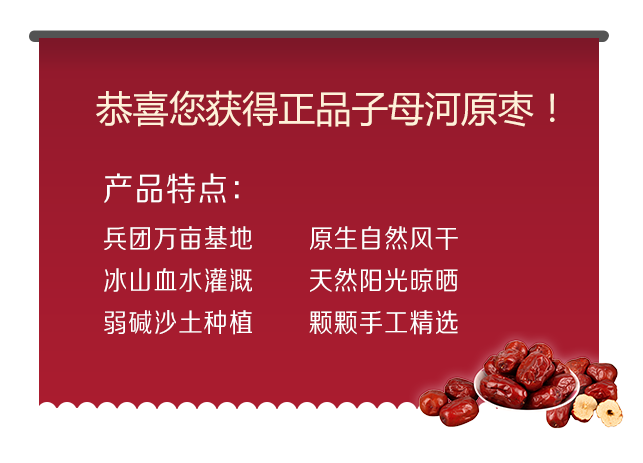 恭喜您获得正品子母河原枣！
产品特点：
兵团万亩基地
原生自然风干
冰山血水灌溉
天然阳光晾晒
弱碱沙土种植
颗颗手工精选